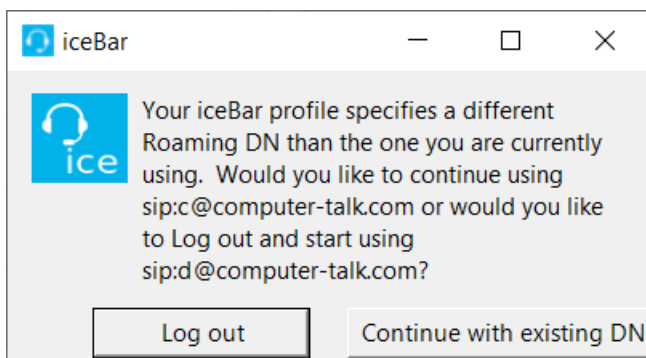 iceBar
Your iceBar profile specifies a different
Roaming DN than the one you are currently
using.  Would you like to continue using
sip:c@computer-talk.com or would you like
to Log out and start using
sip:d@computer-talk.com?
ice
Log out
Continue with existing DN